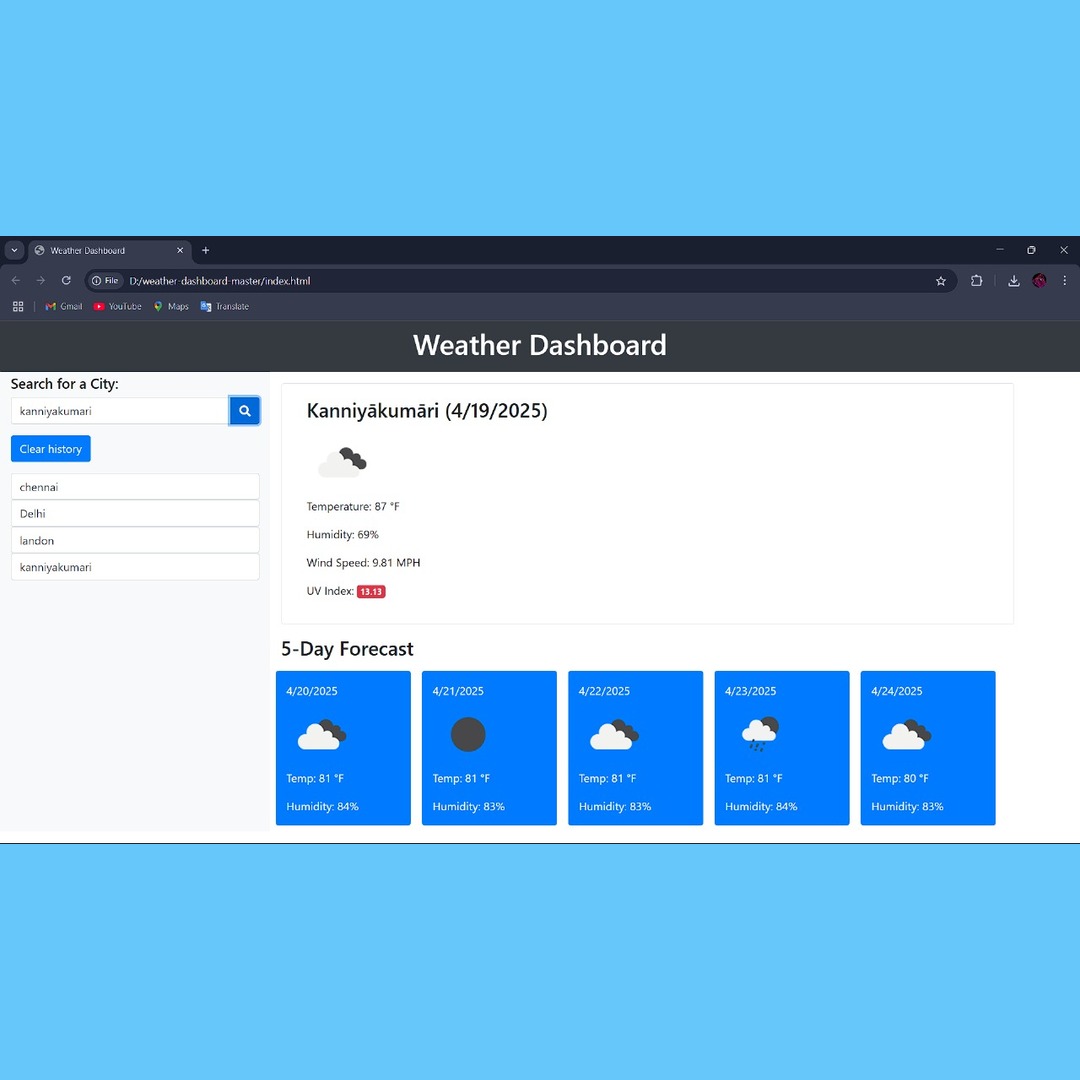 Weather Dashboard
File D:/weather-dashboard-master/index.html
Gmail YouTube Maps Translate
Weather Dashboard
Search for a City:
kanniyakumari
Clear history
chennai
Delhi
landon
kanniyakumari
Kanniyākumāri (4/19/2025)
Temperature: 87 °F
Humidity: 69%
Wind Speed: 9.81 MPH
UV Index: 13.13
5-Day Forecast
4/20/2025
Temp: 81 °F
Humidity: 84%
4/21/2025
Temp: 81 °F
Humidity: 83%
4/22/2025
Temp: 81 °F
Humidity: 83%
4/23/2025
Temp: 81 °F
Humidity: 84%
4/24/2025
Temp: 80 °F
Humidity: 83%